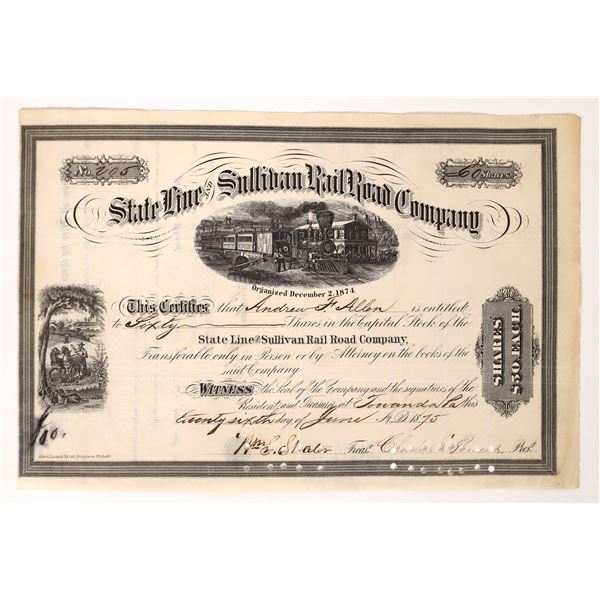 No. 205
60 Shares
State Line and Sullivan Rail Road Company
Organized December 2, 1874
This Certifies that Andrew F Allen is entitled
to Sixty Shares in the Capital Stock of the
State Line and Sullivan Rail Road Company,
Transferable only in Person or by Attorney on the books of the
said Company
Witness the Seal of the Company and the signatures of the
President and Treasurer at Towanda Pa this
twenty sixth day of June A.D. 1875
Treas. Pres.
SHARES
$50 EACH
Allen, Lane & Scott, Printers, Philada.